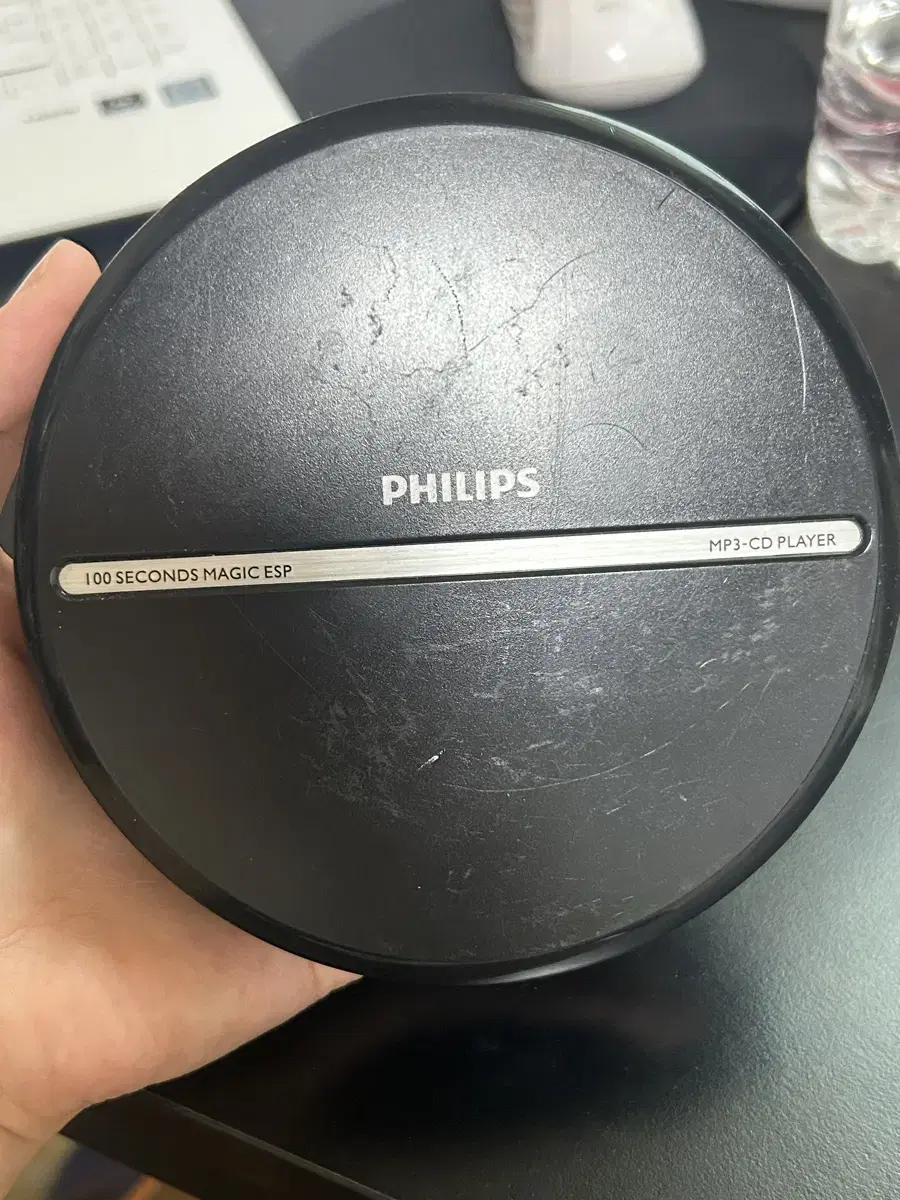 PHILIPS
100 SECONDS MAGIC ESP
MP3-CD PLAYER